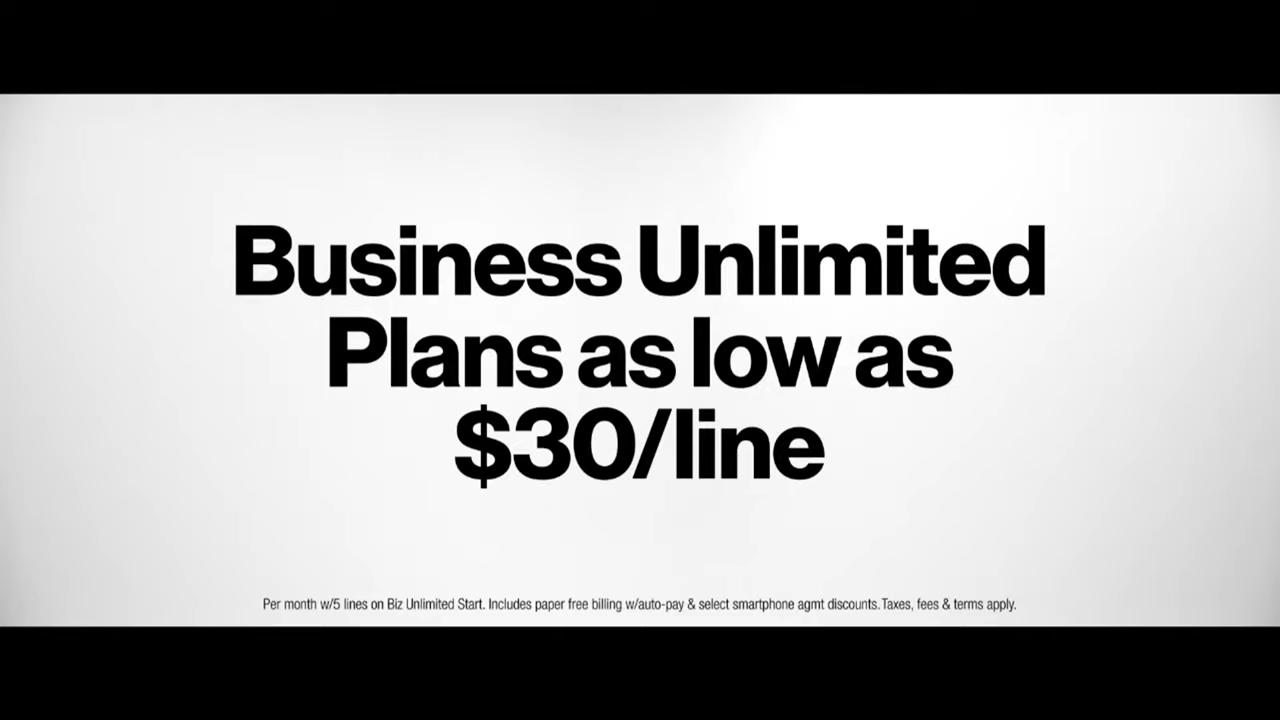 Business Unlimited
Plans as low as
$30/line
Per month w/5 lines on Biz Unlimited Start. Includes paper free billing w/auto-pay & select smartphone agmt discounts. Taxes, fees & terms apply.